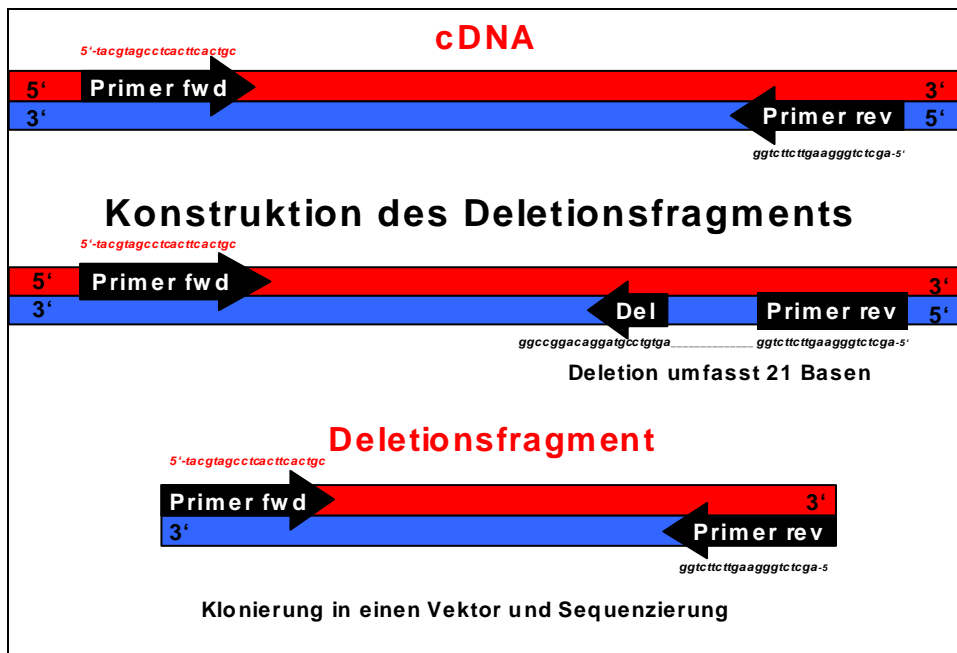 cDNA
5‘-tacgtagcctcacttcactgc
5‘ Primer fwd 3‘
3‘ Primer rev 5‘
ggtcttcttgaagggtctcga-5‘
Konstruktion des Deletionsfragments
5‘-tacgtagcctcacttcactgc
5‘ Primer fwd 3‘
3‘ Del Primer rev 5‘
ggccggacaggatgcctgtga______________ggtcttcttgaagggtctcga-5‘
Deletion umfasst 21 Basen
Deletionsfragment
5‘-tacgtagcctcacttcactgc
Primer fwd 3‘
3‘ Primer rev
ggtcttcttgaagggtctcga-5
Klonierung in einen Vektor und Sequenzierung